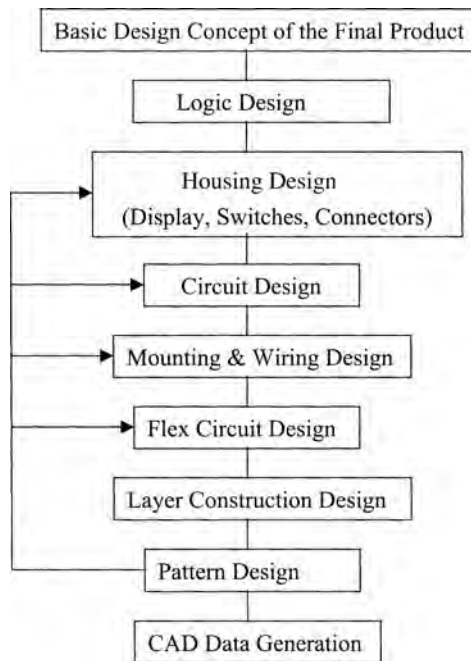 Basic Design Concept of the Final Product
Logic Design
Housing Design
(Display, Switches, Connectors)
Circuit Design
Mounting & Wiring Design
Flex Circuit Design
Layer Construction Design
Pattern Design
CAD Data Generation